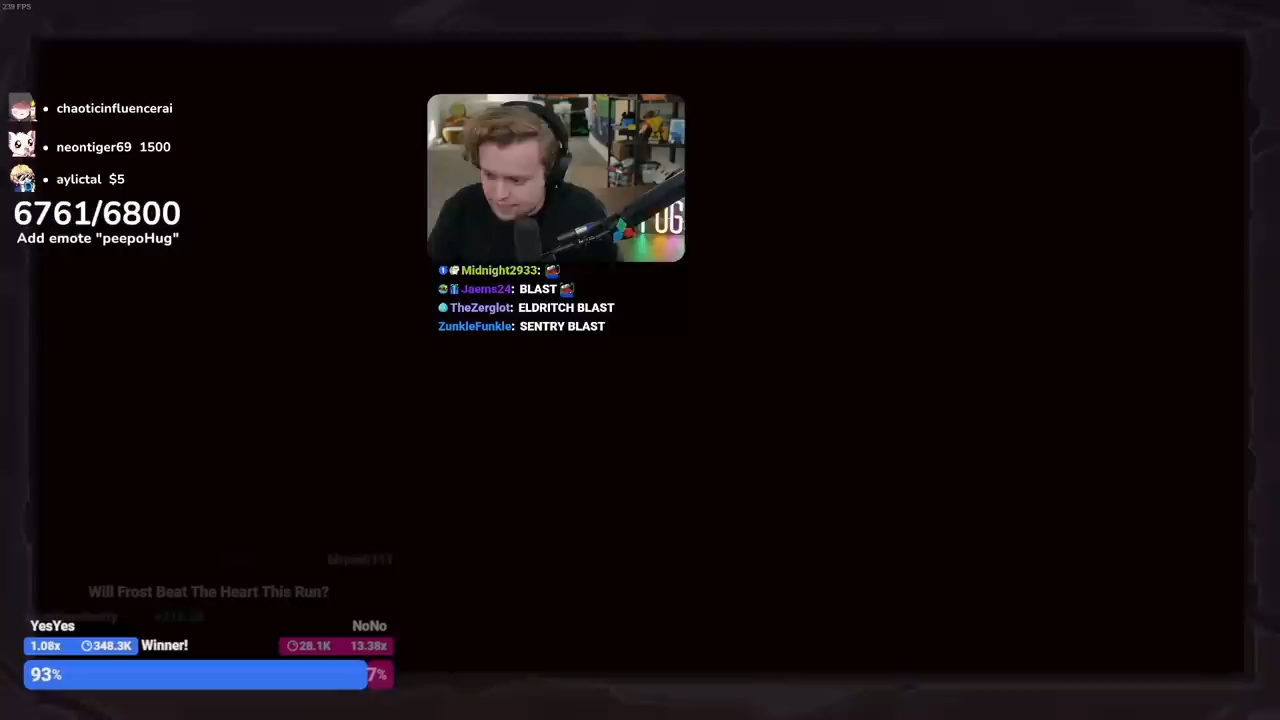 239 FPS
chaoticinfluencerai
neontiger69 1500
aylictal $5
6761/6800
Add emote "peepoHug"
Midnight2933:
Jaems24: BLAST
TheZerglot: ELDRITCH BLAST
ZunkleFunkle: SENTRY BLAST
Will Frost Beat The Heart This Run?
YesYes NoNo
1.08x 348.3K Winner! 28.1K 13.38x
93% 7%